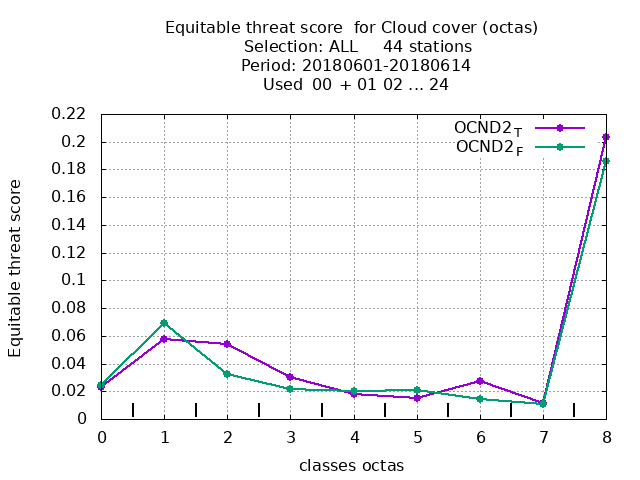 Equitable threat score  for Cloud cover (octas)
Selection: ALL     44 stations
Period: 20180601-20180614
Used  00 + 01 02 ... 24
OCND2_T
OCND2_F
Equitable threat score
0.22
0.2
0.18
0.16
0.14
0.12
0.1
0.08
0.06
0.04
0.02
0
0 1 2 3 4 5 6 7 8
classes octas